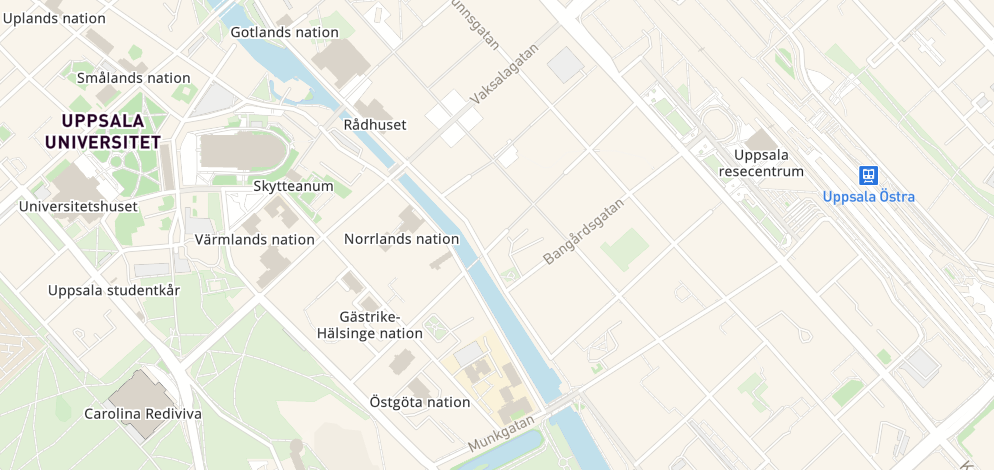 Uplands nation
Gotlands nation
Vaksalagatan
Smålands nation
UPPSALA
UNIVERSITET
Rådhuset
Uppsala
resecentrum
Skytteanum
Uppsala Östra
Universitetshuset
Värmlands nation
Norrlands nation
Bangårdsgatan
Uppsala studentkår
Gästrike-
Hälsinge nation
Östgöta nation
Carolina Rediviva
Munkgatan